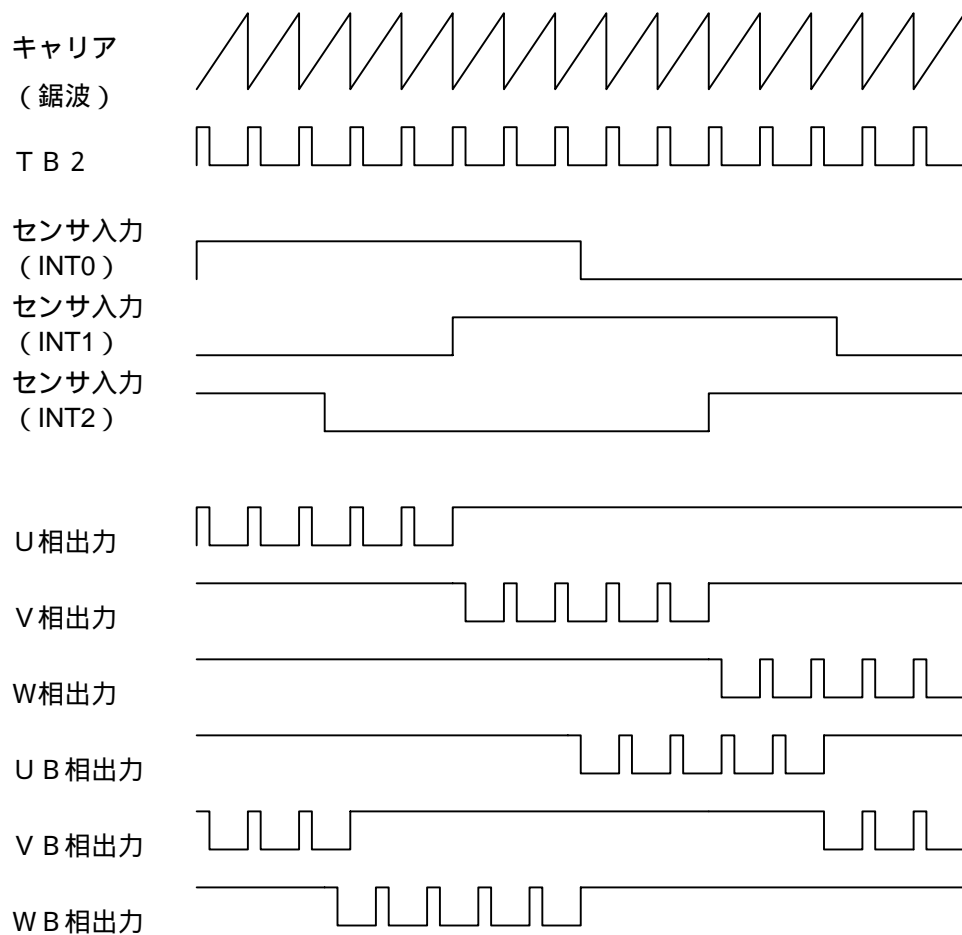 キャリア
（鋸波）
ＴＢ２
センサ入力
（INT0）
センサ入力
（INT1）
センサ入力
（INT2）
Ｕ相出力
Ｖ相出力
Ｗ相出力
ＵＢ相出力
ＶＢ相出力
ＷＢ相出力